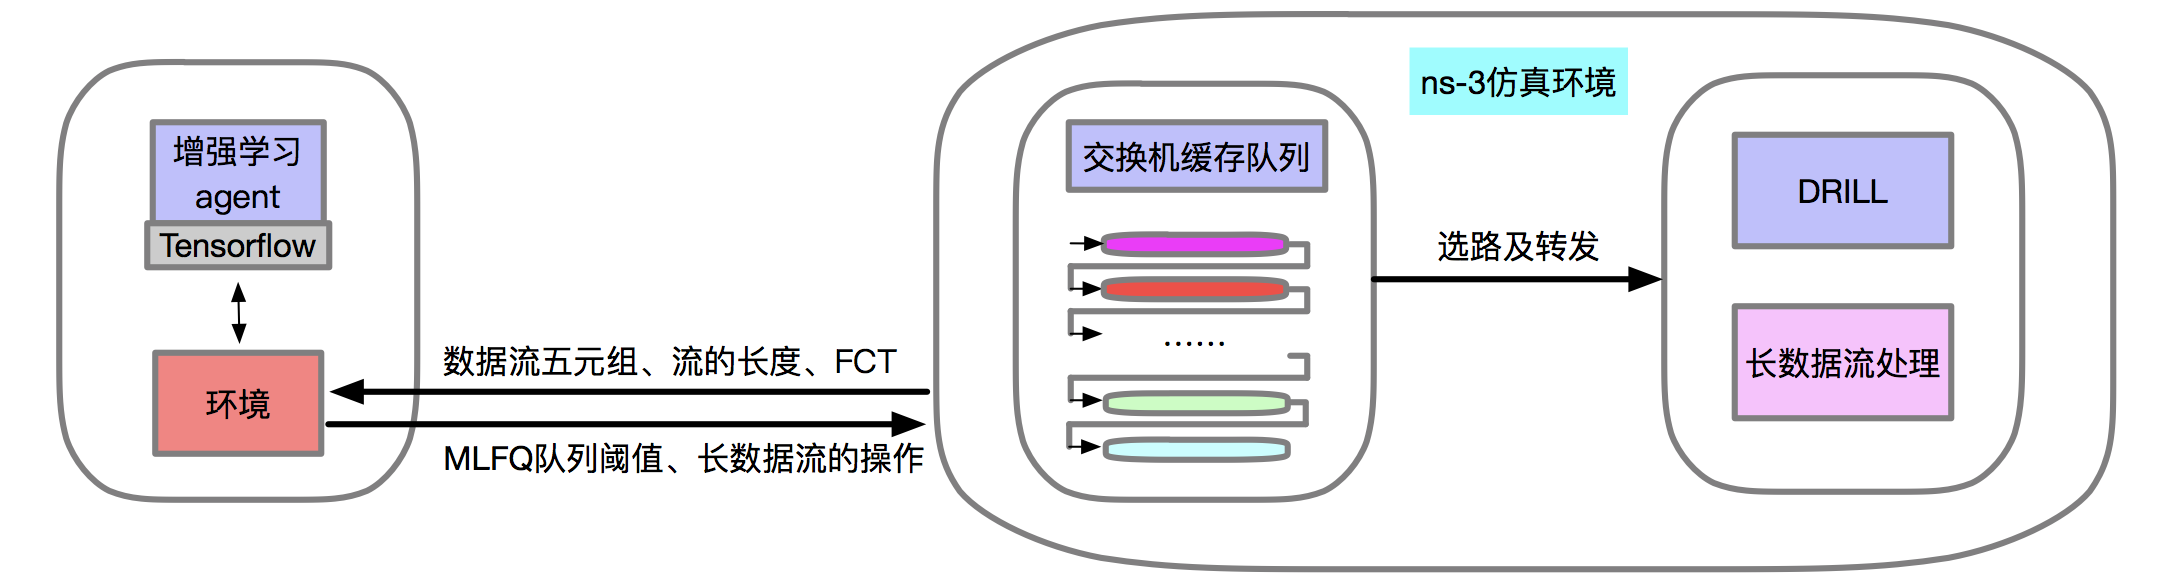 增强学习
agent
Tensorflow
环境
数据流五元组、流的长度、FCT
MLFQ队列阈值、长数据流的操作
ns-3仿真环境
交换机缓存队列
......
选路及转发
DRILL
长数据流处理